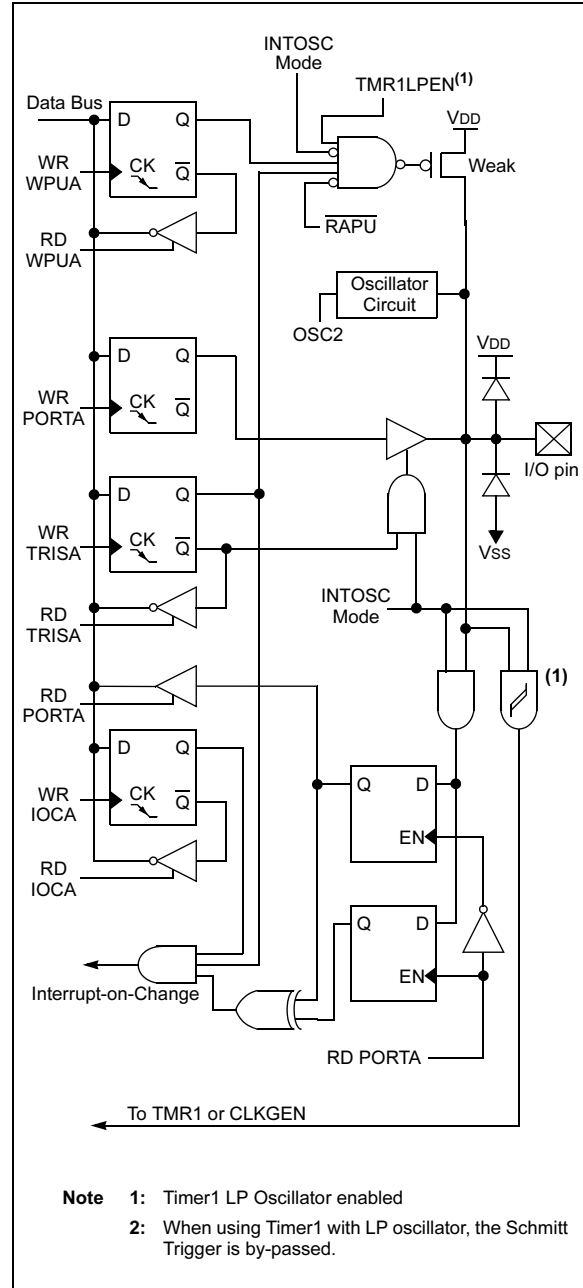 INTOSC
Mode
TMR1LPEN(1)
Data Bus
D Q
VDD
WR
WPUA
CK Q
Weak
RD
WPUA
RAPU
Oscillator
Circuit
OSC2
VDD
D Q
WR
PORTA
CK Q
I/O pin
D Q
WR
TRISA
CK Q
VSS
INTOSC
Mode
RD
TRISA
(1)
RD
PORTA
D Q
Q D
WR
IOCA
CK Q
EN
RD
IOCA
Q D
EN
Interrupt-on-Change
RD PORTA
To TMR1 or CLKGEN
Note 1: Timer1 LP Oscillator enabled
2: When using Timer1 with LP oscillator, the Schmitt
Trigger is by-passed.